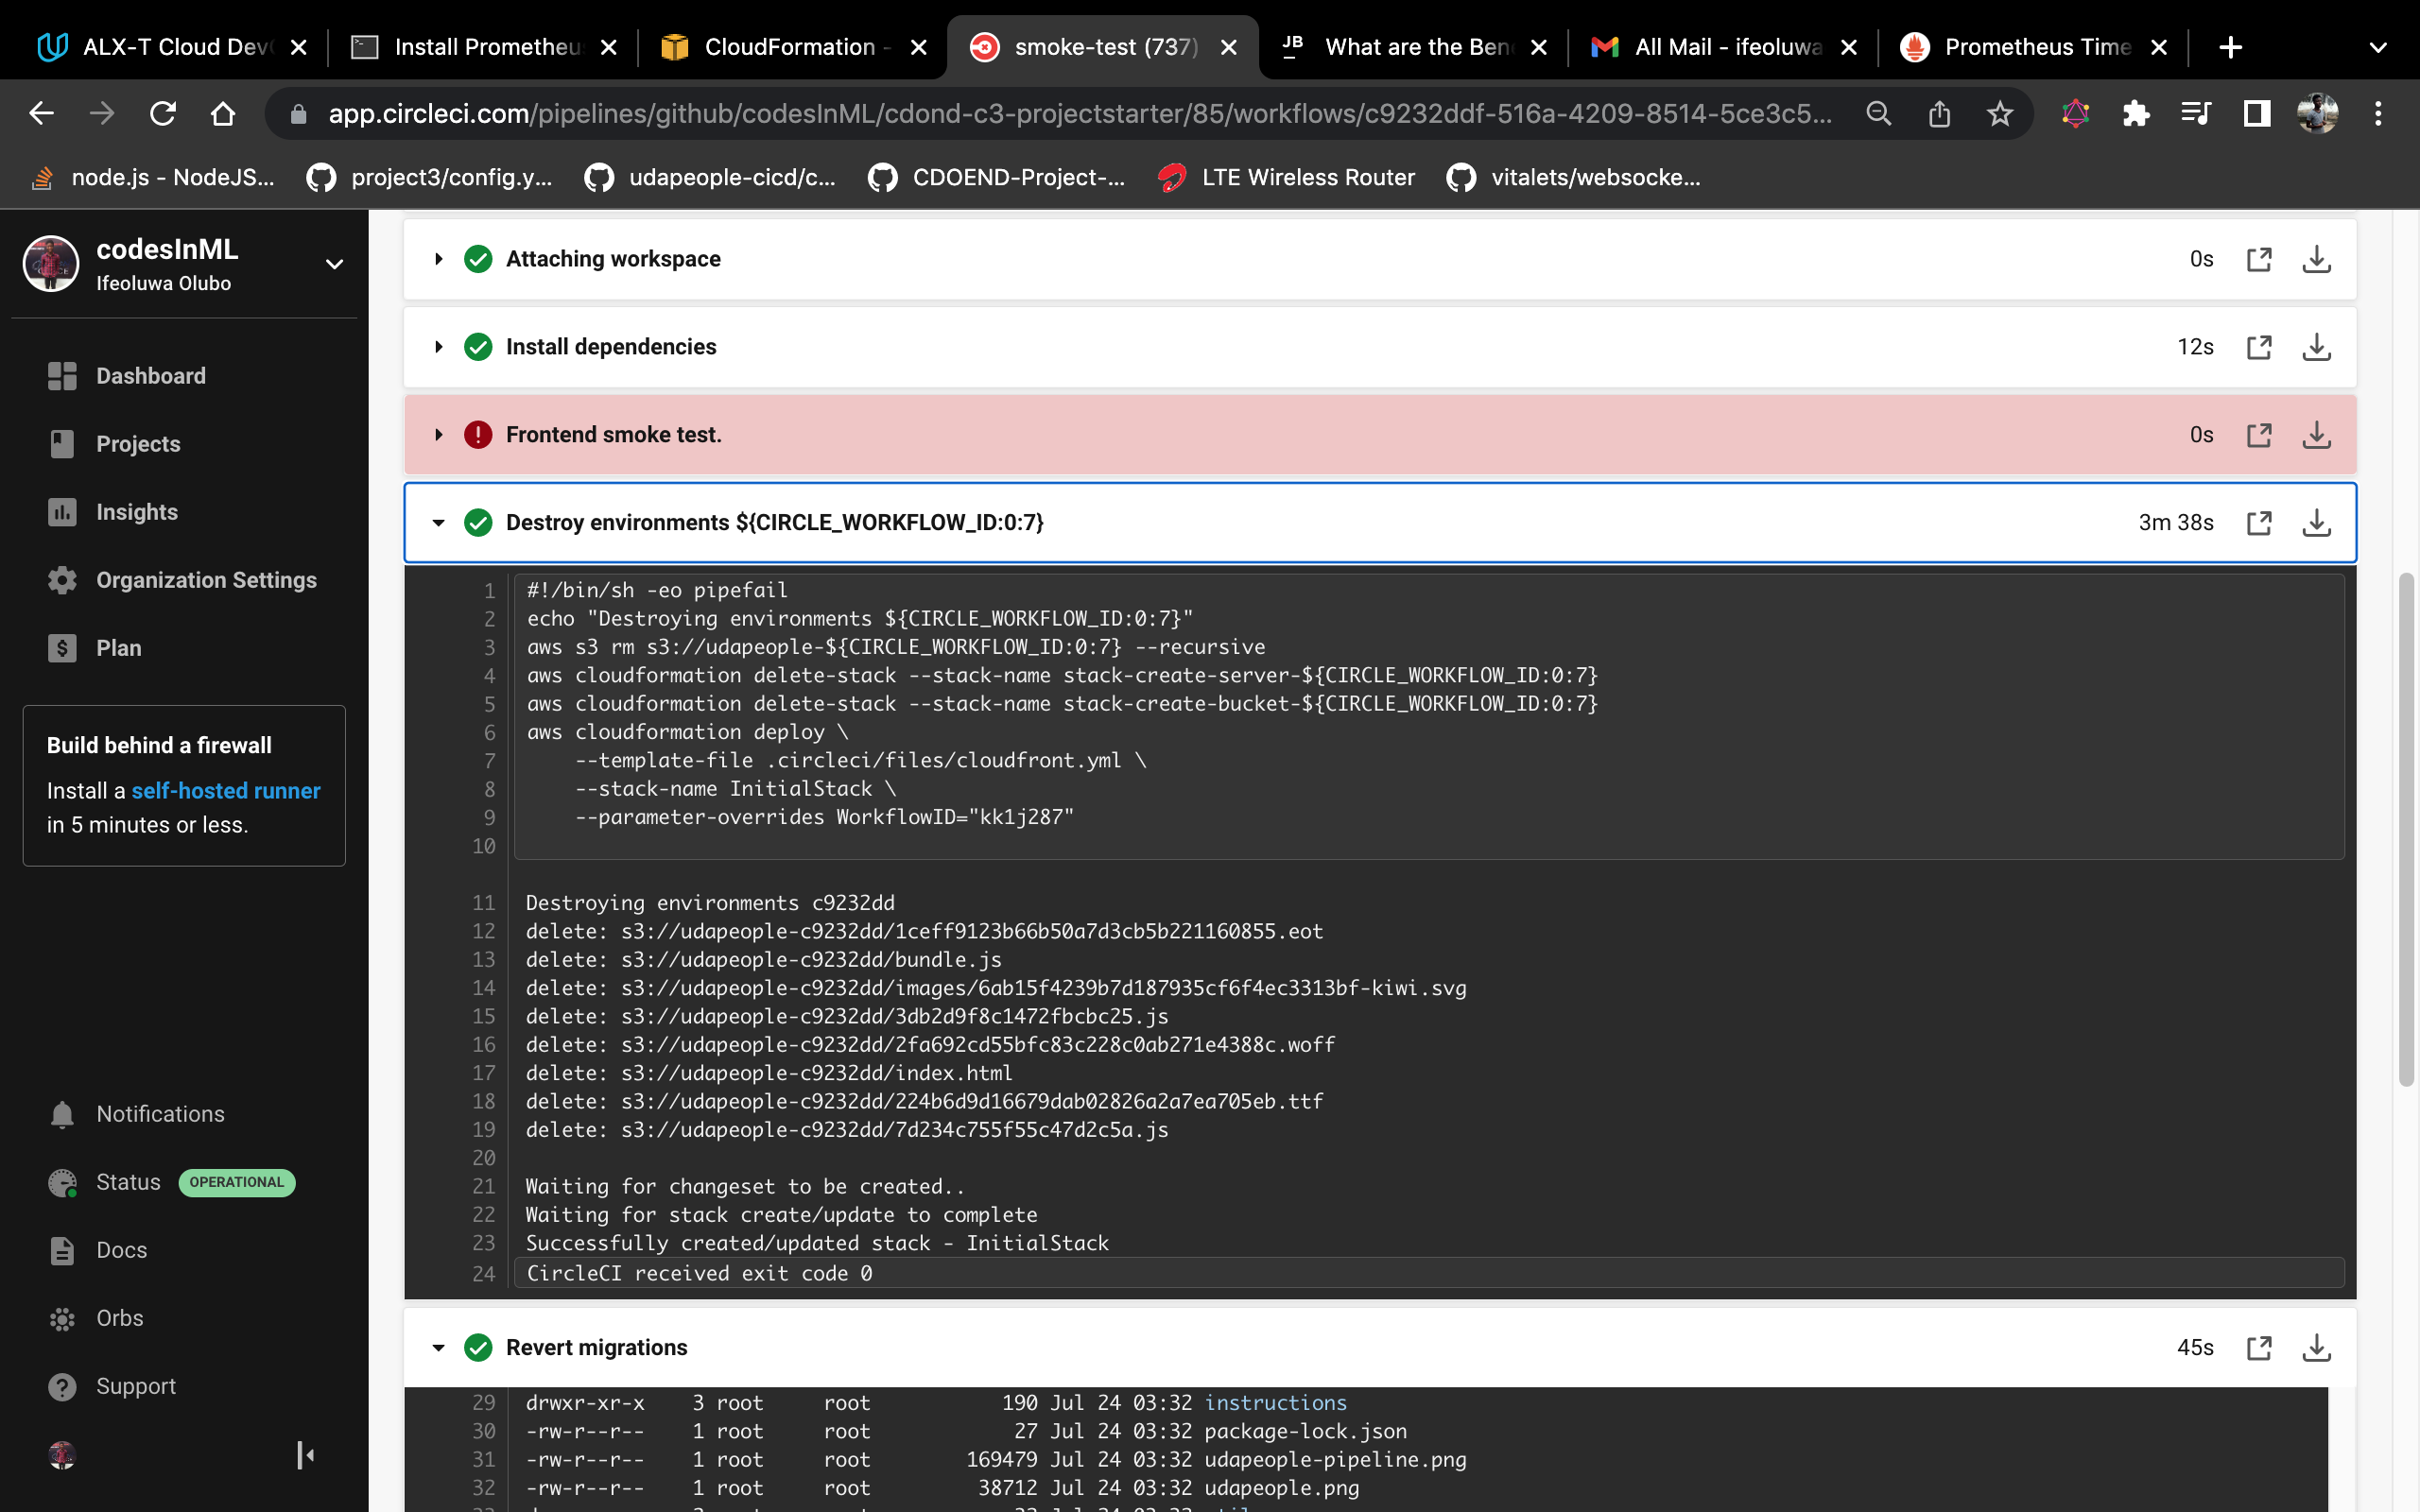 ALX-T Cloud Dev
Install Prometheu
CloudFormation -
smoke-test (737)
JB
What are the Ben
All Mail - ifeoluwa
Prometheus Time
app.circleci.com/pipelines/github/codesInML/cdond-c3-projectstarter/85/workflows/c9232ddf-516a-4209-8514-5ce3c5...
node.js - NodeJS...
project3/config.y...
udapeople-cicd/c...
CDOEND-Project-...
LTE Wireless Router
vitalets/websocke...
codesInML
Ifeoluwa Olubo
Dashboard
Projects
Insights
Organization Settings
Plan
Build behind a firewall
Install a self-hosted runner
in 5 minutes or less.
Notifications
Status OPERATIONAL
Docs
Orbs
Support
Attaching workspace 0s
Install dependencies 12s
Frontend smoke test. 0s
Destroy environments ${CIRCLE_WORKFLOW_ID:0:7} 3m 38s
1 #!/bin/sh -eo pipefail
2 echo "Destroying environments ${CIRCLE_WORKFLOW_ID:0:7}"
3 aws s3 rm s3://udapeople-${CIRCLE_WORKFLOW_ID:0:7} --recursive
4 aws cloudformation delete-stack --stack-name stack-create-server-${CIRCLE_WORKFLOW_ID:0:7}
5 aws cloudformation delete-stack --stack-name stack-create-bucket-${CIRCLE_WORKFLOW_ID:0:7}
6 aws cloudformation deploy \
7 --template-file .circleci/files/cloudfront.yml \
8 --stack-name InitialStack \
9 --parameter-overrides WorkflowID="kk1j287"
10
11 Destroying environments c9232dd
12 delete: s3://udapeople-c9232dd/1ceff9123b66b50a7d3cb5b221160855.eot
13 delete: s3://udapeople-c9232dd/bundle.js
14 delete: s3://udapeople-c9232dd/images/6ab15f4239b7d187935cf6f4ec3313bf-kiwi.svg
15 delete: s3://udapeople-c9232dd/3db2d9f8c1472fbcbc25.js
16 delete: s3://udapeople-c9232dd/2fa692cd55bfc83c228c0ab271e4388c.woff
17 delete: s3://udapeople-c9232dd/index.html
18 delete: s3://udapeople-c9232dd/224b6d9d16679dab02826a2a7ea705eb.ttf
19 delete: s3://udapeople-c9232dd/7d234c755f55c47d2c5a.js
20
21 Waiting for changeset to be created..
22 Waiting for stack create/update to complete
23 Successfully created/updated stack - InitialStack
24 CircleCI received exit code 0
Revert migrations 45s
29 drwxr-xr-x 3 root root 190 Jul 24 03:32 instructions
30 -rw-r--r-- 1 root root 27 Jul 24 03:32 package-lock.json
31 -rw-r--r-- 1 root root 169479 Jul 24 03:32 udapeople-pipeline.png
32 -rw-r--r-- 1 root root 38712 Jul 24 03:32 udapeople.png